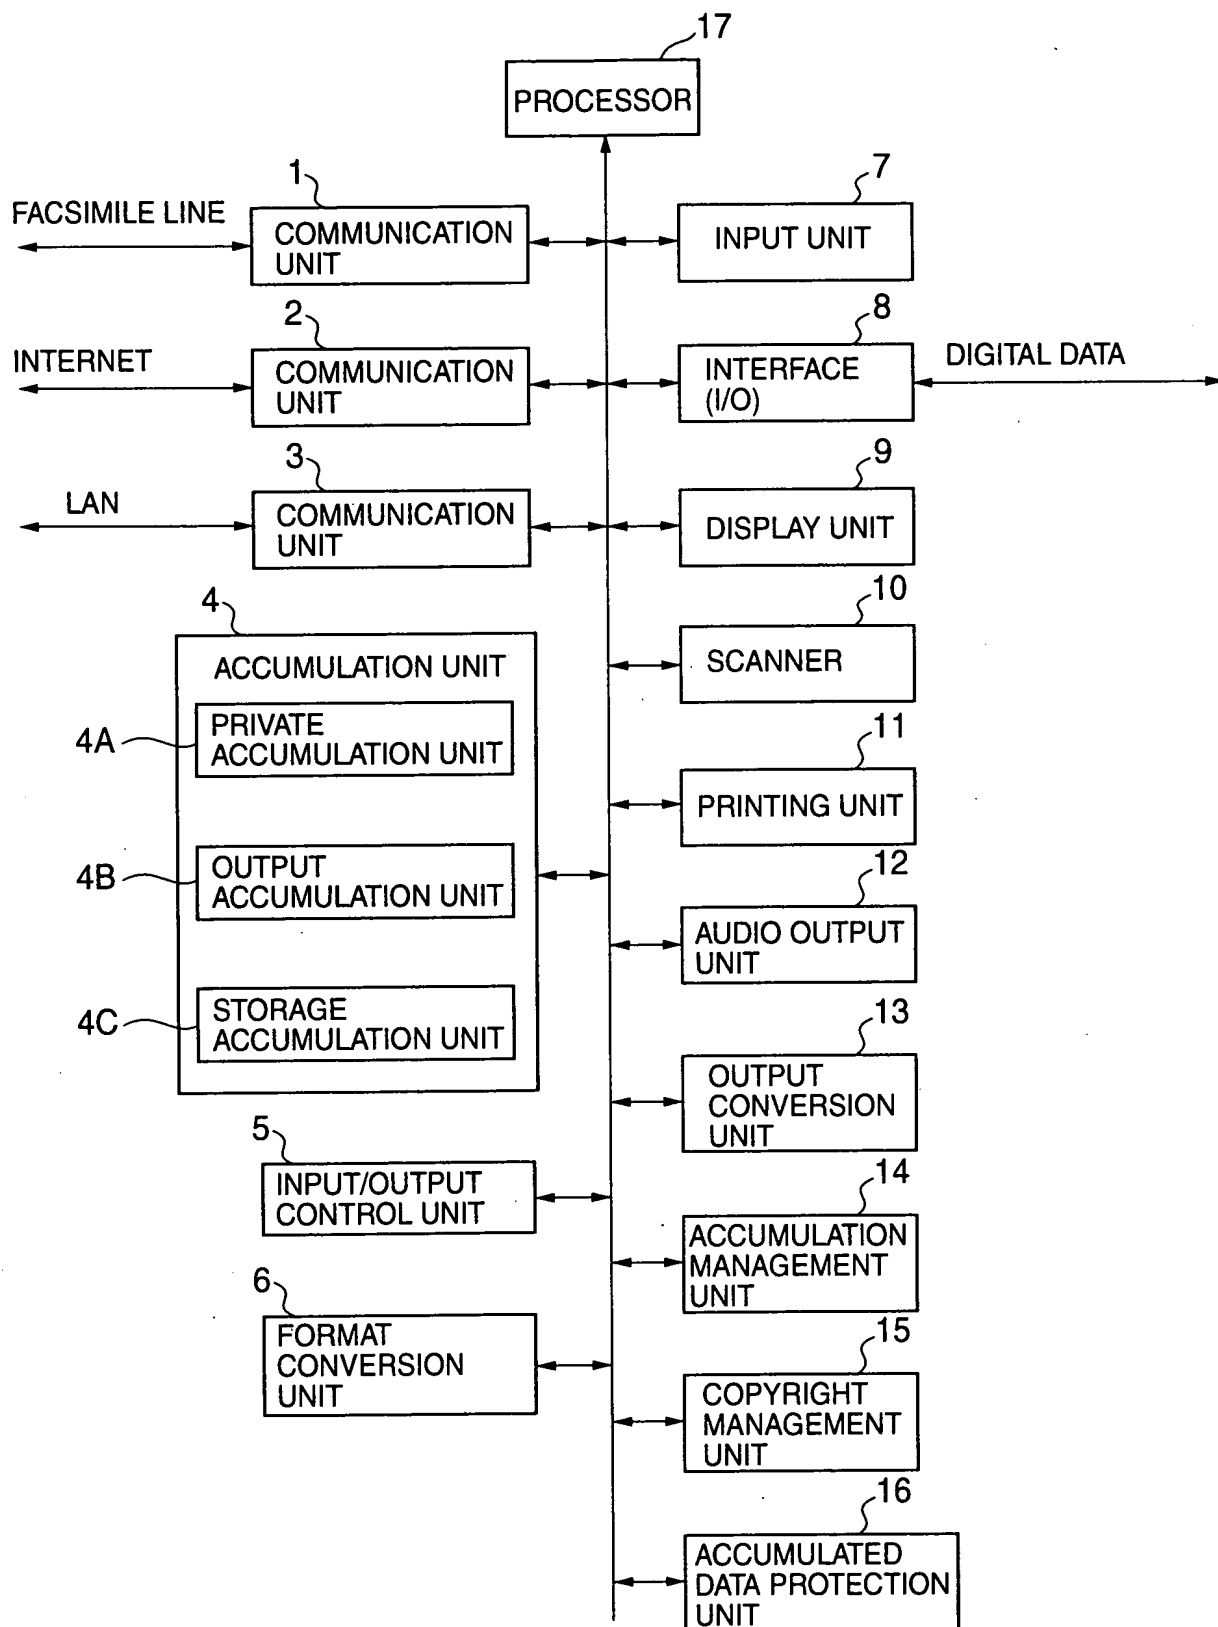 17
PROCESSOR
1
FACSIMILE LINE
COMMUNICATION
UNIT
7
INPUT UNIT
2
INTERNET
COMMUNICATION
UNIT
8
INTERFACE
(I/O)
DIGITAL DATA
3
LAN
COMMUNICATION
UNIT
9
DISPLAY UNIT
4
ACCUMULATION UNIT
4A
PRIVATE
ACCUMULATION UNIT
4B
OUTPUT
ACCUMULATION UNIT
4C
STORAGE
ACCUMULATION UNIT
10
SCANNER
11
PRINTING UNIT
12
AUDIO OUTPUT
UNIT
13
OUTPUT
CONVERSION
UNIT
5
INPUT/OUTPUT
CONTROL UNIT
14
ACCUMULATION
MANAGEMENT
UNIT
6
FORMAT
CONVERSION
UNIT
15
COPYRIGHT
MANAGEMENT
UNIT
16
ACCUMULATED
DATA PROTECTION
UNIT